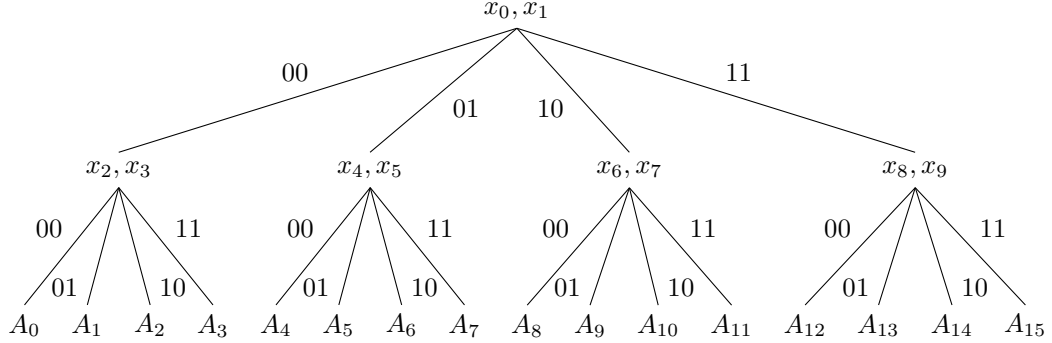 x₀, x₁
00 01 10 11
x₂, x₃ x₄, x₅ x₆, x₇ x₈, x₉
00 11 00 11 00 11 00 11
01 10 01 10 01 10 01 10
A₀ A₁ A₂ A₃ A₄ A₅ A₆ A₇ A₈ A₉ A₁₀ A₁₁ A₁₂ A₁₃ A₁₄ A₁₅